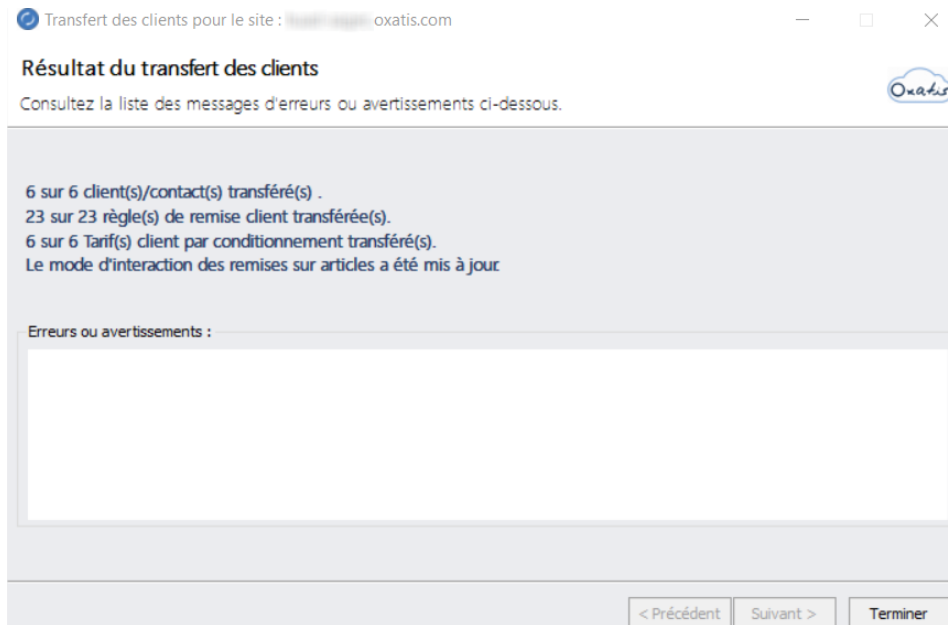 Transfert des clients pour le site : oxatis.com
Résultat du transfert des clients
Consultez la liste des messages d'erreurs ou avertissements ci-dessous.
Oxatis
6 sur 6 client(s)/contact(s) transféré(s) .
23 sur 23 règle(s) de remise client transférée(s).
6 sur 6 Tarif(s) client par conditionnement transféré(s).
Le mode d'interaction des remises sur articles a été mis à jour.
Erreurs ou avertissements :
< Précédent Suivant > Terminer